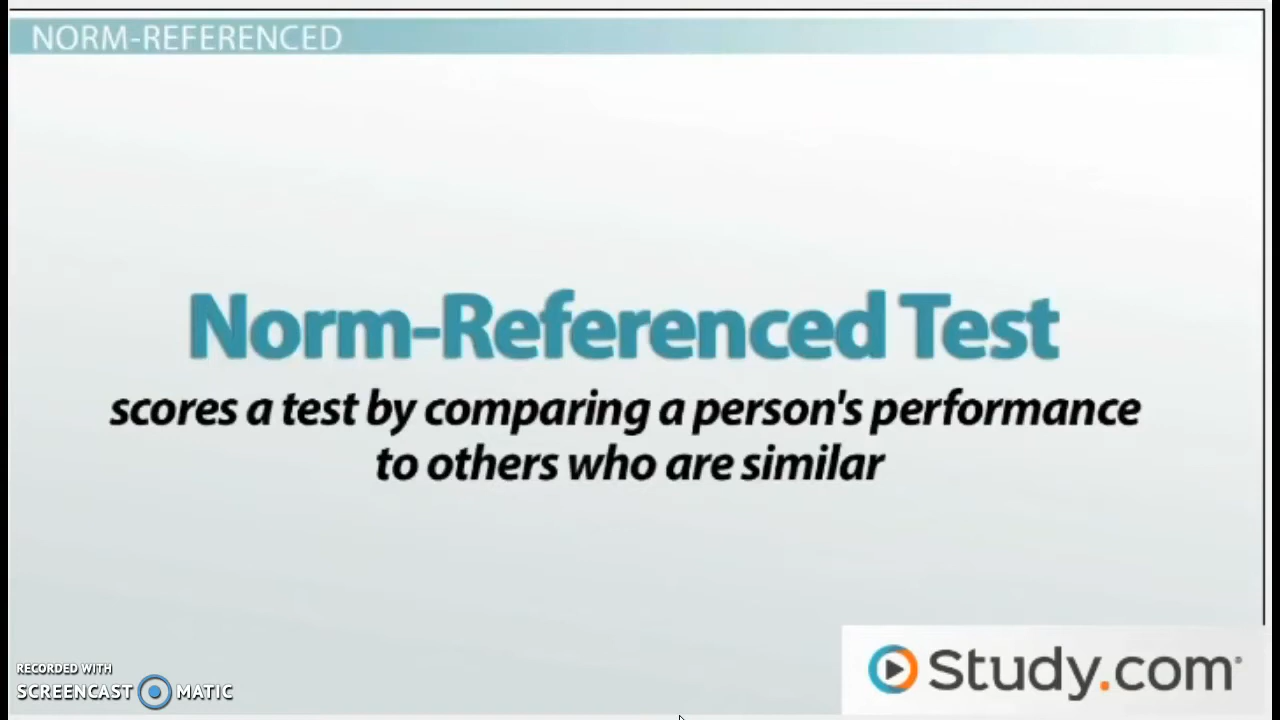 NORM-REFERENCED
Norm-Referenced Test
scores a test by comparing a person's performance
to others who are similar
RECORDED WITH
SCREENCAST MATIC
Study.com